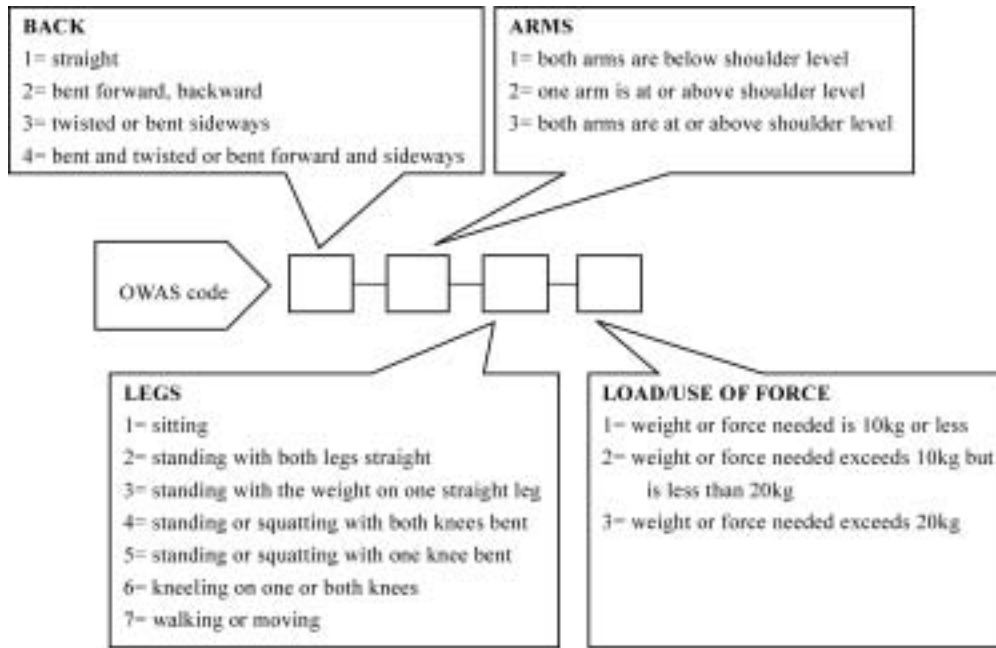 BACK
1= straight
2= bent forward, backward
3= twisted or bent sideways
4= bent and twisted or bent forward and sideways
ARMS
1= both arms are below shoulder level
2= one arm is at or above shoulder level
3= both arms are at or above shoulder level
OWAS code
LEGS
1= sitting
2= standing with both legs straight
3= standing with the weight on one straight leg
4= standing or squatting with both knees bent
5= standing or squatting with one knee bent
6= kneeling on one or both knees
7= walking or moving
LOAD/USE OF FORCE
1= weight or force needed is 10kg or less
2= weight or force needed exceeds 10kg but
is less than 20kg
3= weight or force needed exceeds 20kg